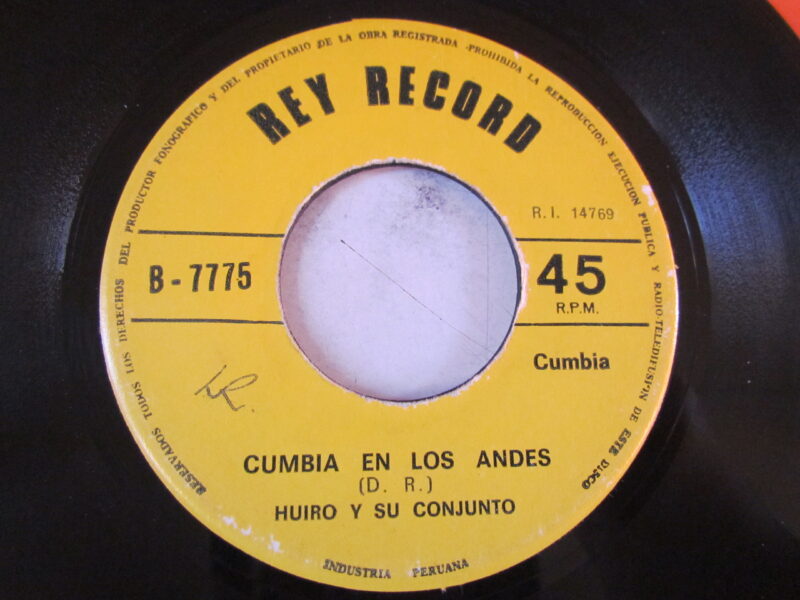 RESERVADOS TODOS LOS DERECHOS DEL PRODUCTOR FONOGRAFICO Y DEL PROPIETARIO DE LA OBRA REGISTRADA - PROHIBIDA LA REPRODUCCION EJECUCION PUBLICA Y RADIO-TELEDIFUSION DE ESTE DISCO
REY RECORD
R.I. 14769
B-7775
45
R.P.M.
Cumbia
CUMBIA EN LOS ANDES
(D. R.)
HUIRO Y SU CONJUNTO
INDUSTRIA PERUANA